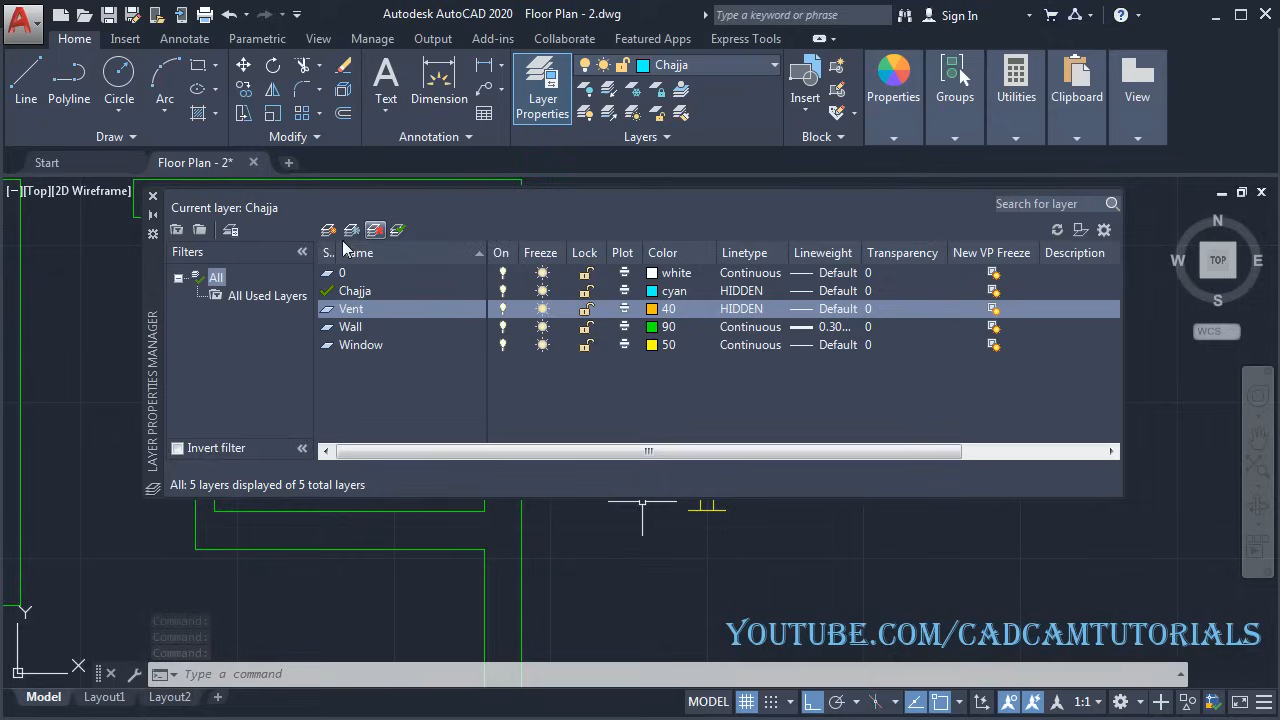 Autodesk AutoCAD 2020 Floor Plan - 2.dwg
Type a keyword or phrase
Sign In
Home Insert Annotate Parametric View Manage Output Add-ins Collaborate Featured Apps Express Tools
Chajja
Line Polyline Circle Arc
Text Dimension
Layer
Properties
Insert
Properties Groups Utilities Clipboard View
Draw Modify Annotation Layers Block
Start Floor Plan - 2*
[−][Top][2D Wireframe]
Current layer: Chajja
Search for layer
Filters
S.. ame On Freeze Lock Plot Color Linetype Lineweight Transparency New VP Freeze Description
All
All Used Layers
0 white Continuous Default 0
Chajja cyan HIDDEN Default 0
Vent 40 HIDDEN Default 0
Wall 90 Continuous 0.30... 0
Window 50 Continuous Default 0
Invert filter
All: 5 layers displayed of 5 total layers
LAYER PROPERTIES MANAGER
N
W TOP E
S
WCS
Y
X
Command:
Command:
Command:
YOUTUBE.COM/CADCAMTUTORIALS
Type a command
Model Layout1 Layout2
MODEL
1:1